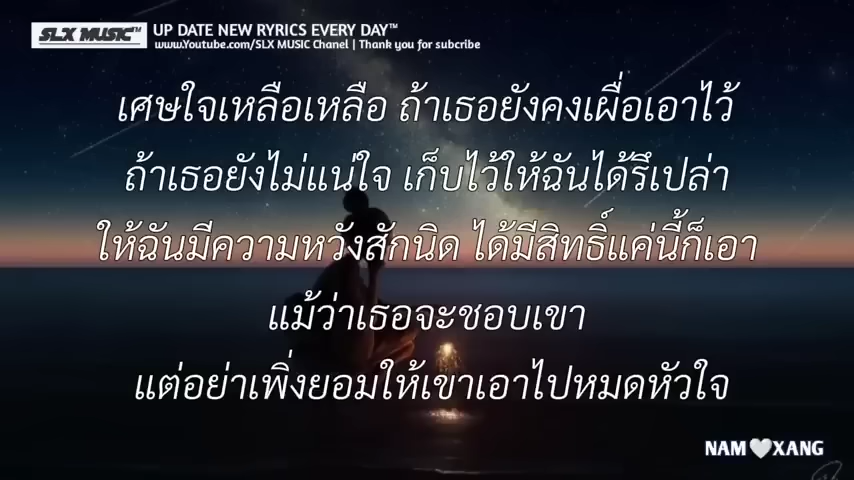 SLX MUSIC™
UP DATE NEW RYRICS EVERY DAY™
www.Youtube.com/SLX MUSIC Chanel | Thank you for subcribe
เศษใจเหลือเหลือ ถ้าเธอยังคงเผื่อเอาไว้
ถ้าเธอยังไม่แน่ใจ เก็บไว้ให้ฉันได้รึเปล่า
ให้ฉันมีความหวังสักนิด ได้มีสิทธิ์แค่นี้ก็เอา
แม้ว่าเธอจะชอบเขา
แต่อย่าเพิ่งยอมให้เขาเอาไปหมดหัวใจ
NAM🤍XANG